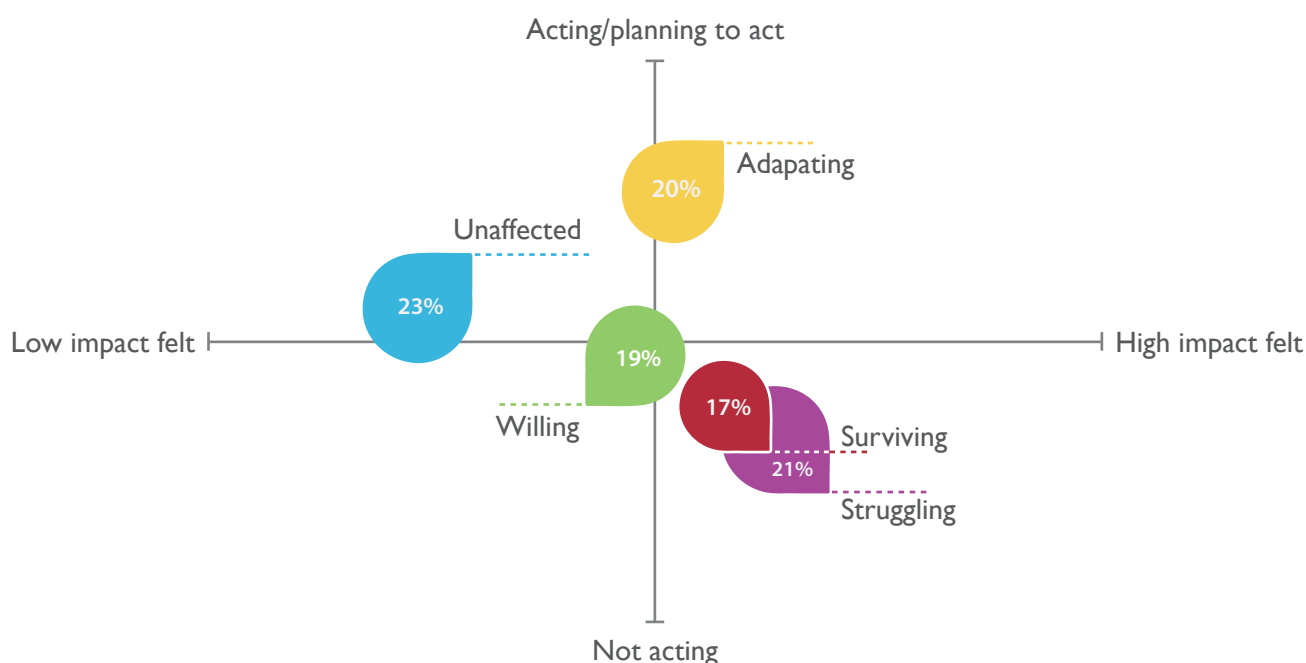 Acting/planning to act
Adapating
20%
Unaffected
23%
Low impact felt
High impact felt
19%
Willing
17%
Surviving
21%
Struggling
Not acting